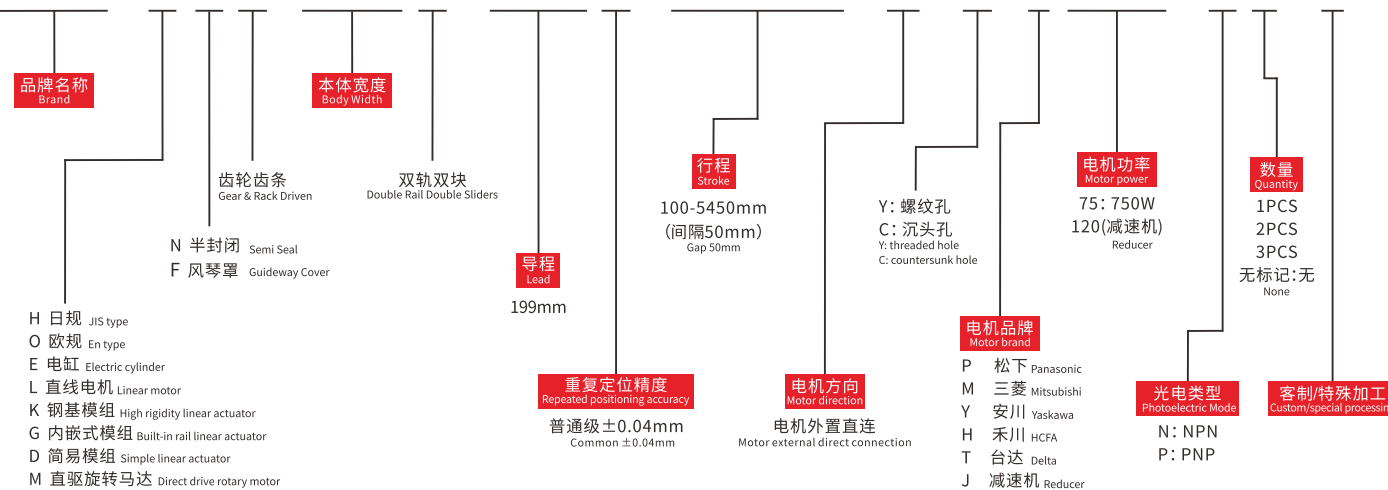 品牌名称
Brand
本体宽度
Body Width
齿轮齿条
Gear & Rack Driven
双轨双块
Double Rail Double Sliders
N 半封闭 Semi Seal
F 风琴罩 Guideway Cover
H 日规 JIS type
O 欧规 En type
E 电缸 Electric cylinder
L 直线电机 Linear motor
K 钢基模组 High rigidity linear actuator
G 内嵌式模组 Built-in rail linear actuator
D 简易模组 Simple linear actuator
M 直驱旋转马达 Direct drive rotary motor
导程
Lead
199mm
重复定位精度
Repeated positioning accuracy
普通级±0.04mm
Common ±0.04mm
行程
Stroke
100-5450mm
（间隔50mm）
Gap 50mm
电机方向
Motor direction
电机外置直连
Motor external direct connection
Y：螺纹孔
C：沉头孔
Y: threaded hole
C: countersunk hole
电机品牌
Motor brand
P 松下 Panasonic
M 三菱 Mitsubishi
Y 安川 Yaskawa
H 禾川 HCFA
T 台达 Delta
J 减速机 Reducer
电机功率
Motor power
75：750W
120(减速机)
Reducer
光电类型
Photoelectric Mode
N：NPN
P：PNP
数量
Quantity
1PCS
2PCS
3PCS
无标记：无
None
客制/特殊加工
Custom/special processin